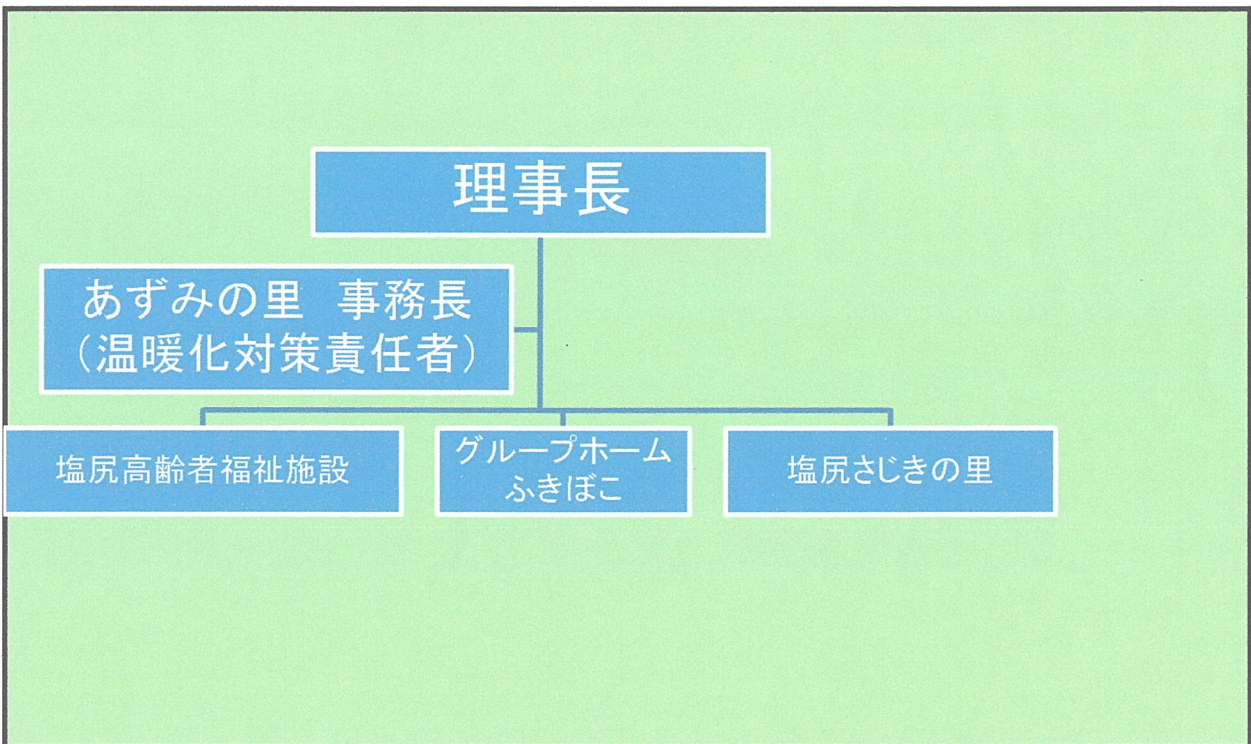 理事長
あずみの里　事務長
（温暖化対策責任者）
塩尻高齢者福祉施設
グループホーム
ふきぼこ
塩尻さじきの里